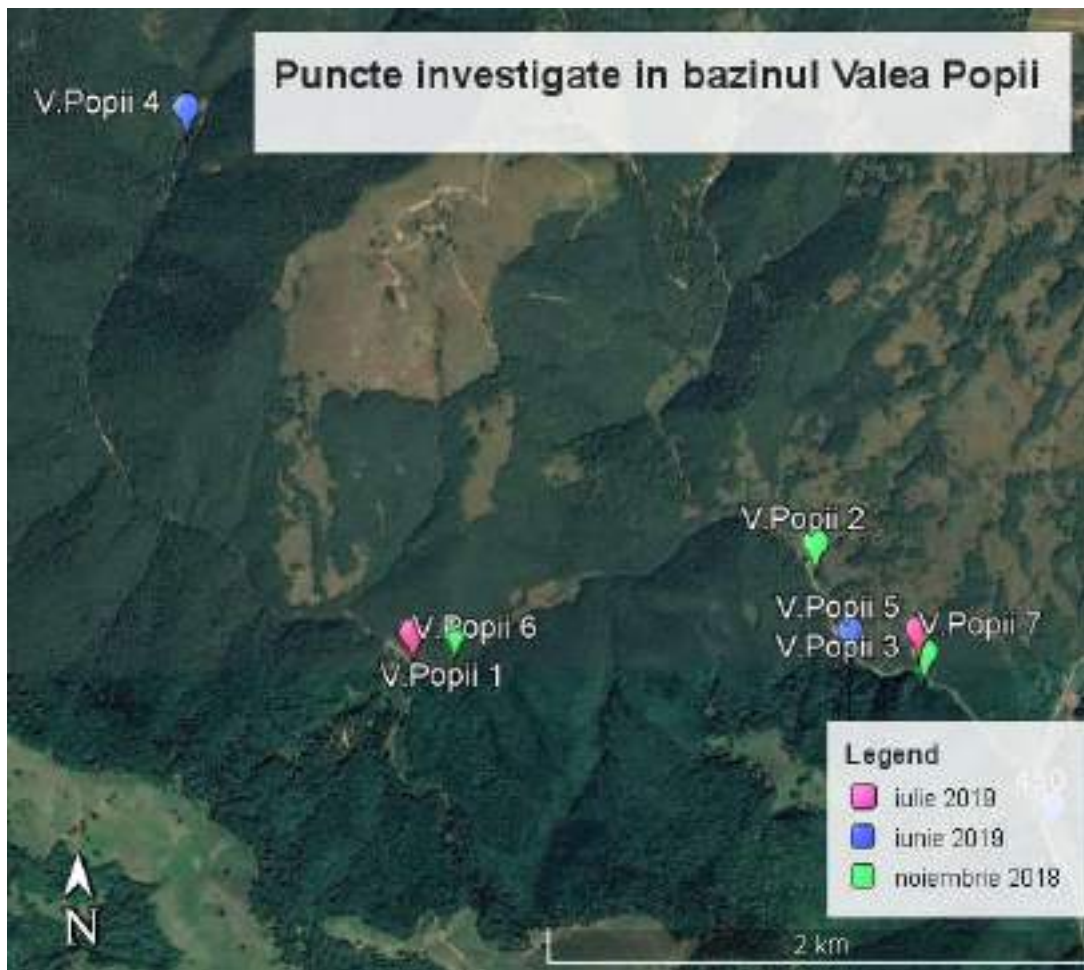 Puncte investigate in bazinul Valea Popii
V.Popii 4
V.Popii 2
V.Popii 5
V.Popii 7
V.Popii 3
V.Popii 6
V.Popii 1
Legend
iulie 2019
iunie 2019
noiembrie 2018
N
2 km